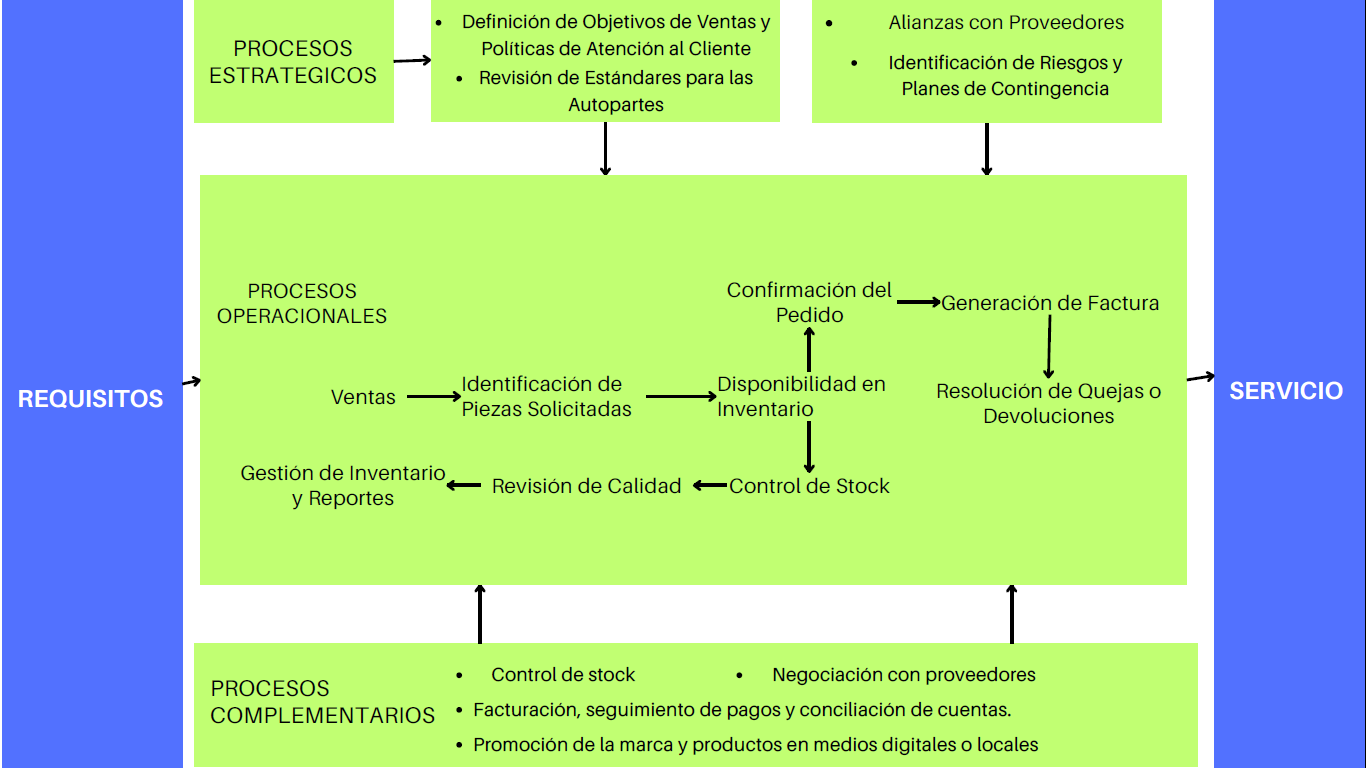 PROCESOS
ESTRATEGICOS
• Definición de Objetivos de Ventas y
Políticas de Atención al Cliente
• Revisión de Estándares para las
Autopartes
• Alianzas con Proveedores
• Identificación de Riesgos y
Planes de Contingencia
REQUISITOS
PROCESOS
OPERACIONALES
Ventas
Identificación de
Piezas Solicitadas
Disponibilidad en
Inventario
Confirmación del
Pedido
Generación de Factura
Resolución de Quejas o
Devoluciones
Control de Stock
Revisión de Calidad
Gestión de Inventario
y Reportes
SERVICIO
PROCESOS
COMPLEMENTARIOS
• Control de stock
• Negociación con proveedores
• Facturación, seguimiento de pagos y conciliación de cuentas.
• Promoción de la marca y productos en medios digitales o locales